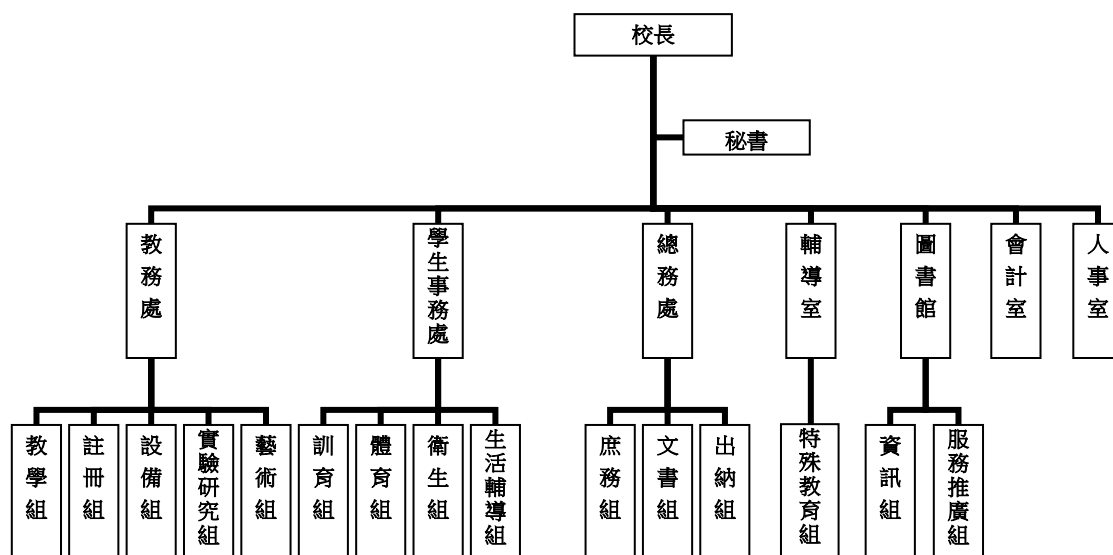 校長
秘書
教務處
學生事務處
總務處
輔導室
圖書館
會計室
人事室
教學組
註冊組
設備組
實驗研究組
藝術組
訓育組
體育組
衛生組
生活輔導組
庶務組
文書組
出納組
特殊教育組
資訊組
服務推廣組